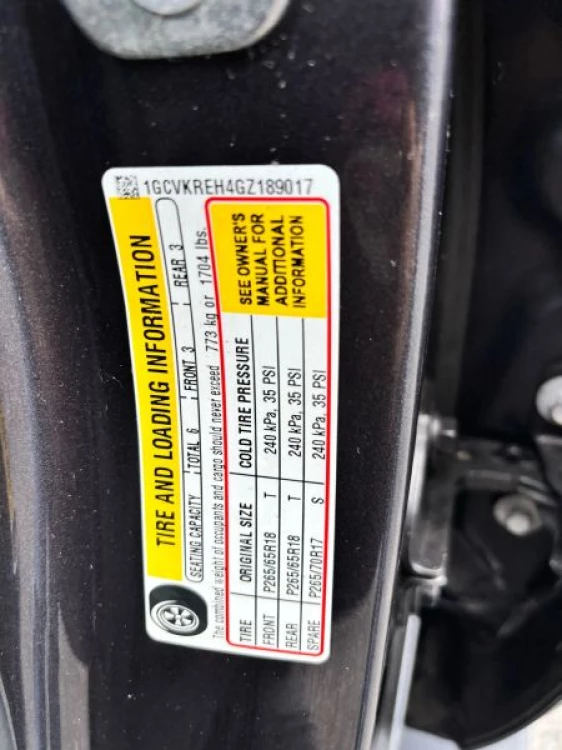 1GCVKREH4GZ189017
TIRE AND LOADING INFORMATION
SEATING CAPACITY TOTAL 6 FRONT 3 REAR 3
The combined weight of occupants and cargo should never exceed 773 kg or 1704 lbs.
TIRE ORIGINAL SIZE COLD TIRE PRESSURE
FRONT P265/65R18 T 240 kPa, 35 PSI
REAR P265/65R18 T 240 kPa, 35 PSI
SPARE P265/70R17 S 240 kPa, 35 PSI
SEE OWNER'S
MANUAL FOR
ADDITIONAL
INFORMATION